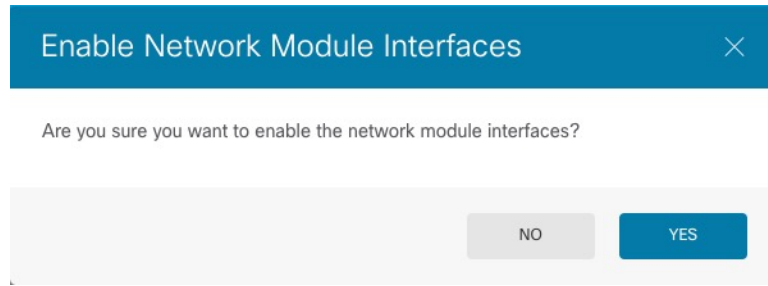 Enable Network Module Interfaces
Are you sure you want to enable the network module interfaces?
NO YES